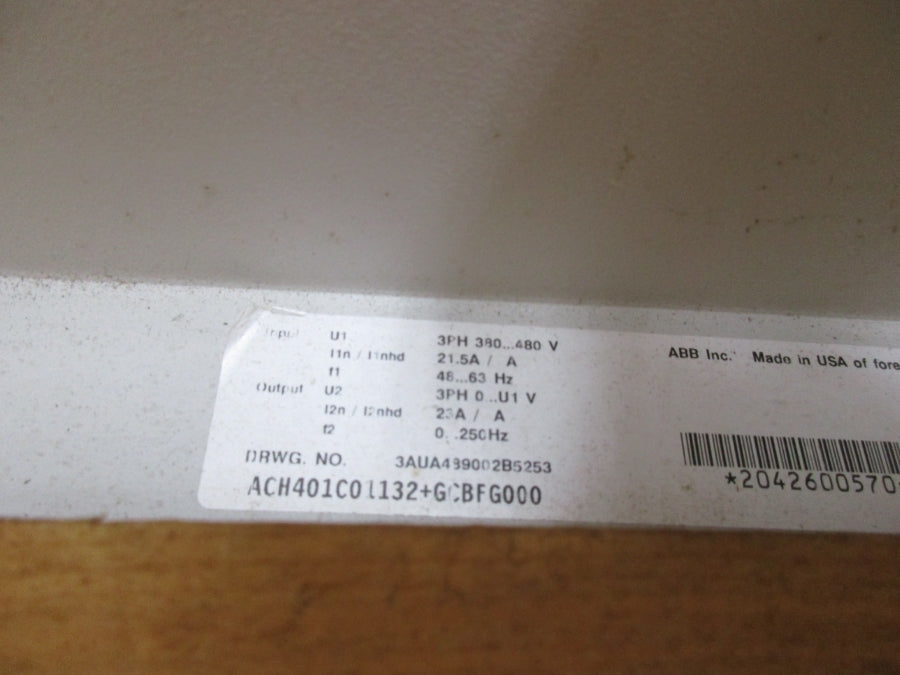 Input U1 3PH 380...480 V
I1n / I1nhd 21.5A / A
f1 48...63 Hz
Output U2 3PH 0...U1 V
I2n / I2nhd 23A / A
f2 0...250Hz
DRWG. NO. 3AUA489002B5253
ACH401C01132+GCBFG000
ABB Inc. Made in USA of fore
*2042600570